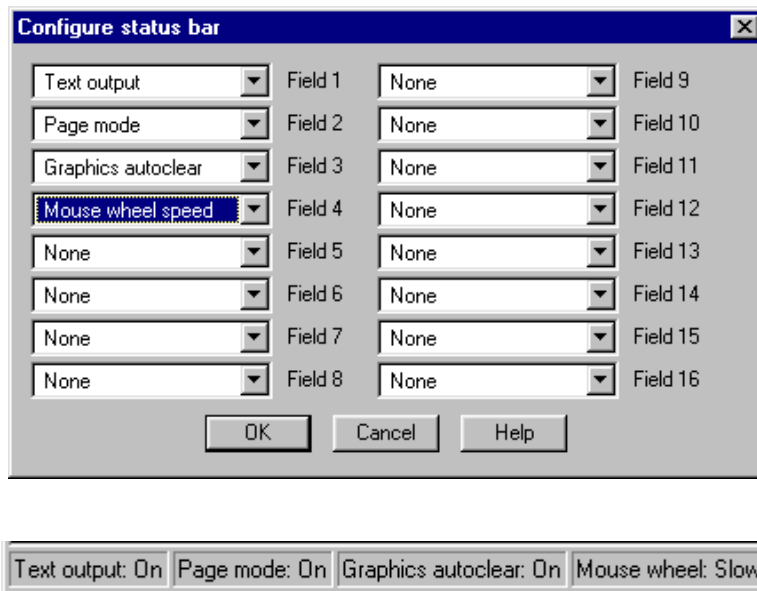 Configure status bar
Text output Field 1 None Field 9
Page mode Field 2 None Field 10
Graphics autoclear Field 3 None Field 11
Mouse wheel speed Field 4 None Field 12
None Field 5 None Field 13
None Field 6 None Field 14
None Field 7 None Field 15
None Field 8 None Field 16
OK Cancel Help
Text output: On Page mode: On Graphics autoclear: On Mouse wheel: Slow